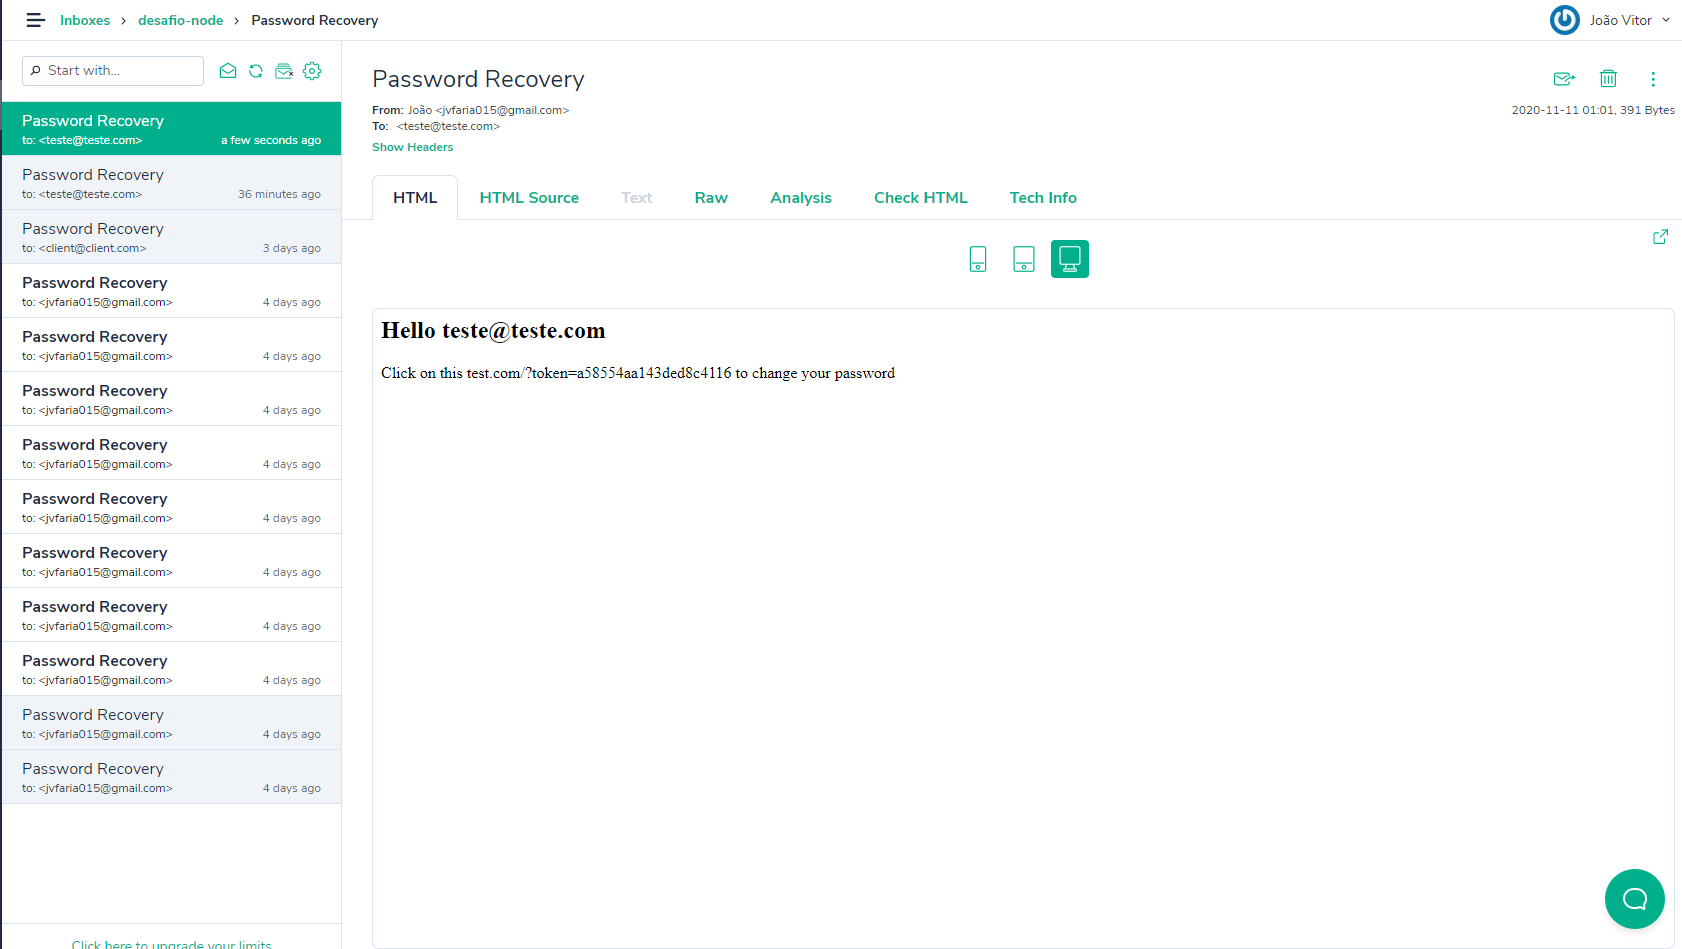 Inboxes › desafio-node › Password Recovery
João Vitor
Start with...
Password Recovery
to: <teste@teste.com> a few seconds ago
Password Recovery
to: <teste@teste.com> 36 minutes ago
Password Recovery
to: <client@client.com> 3 days ago
Password Recovery
to: <jvfaria015@gmail.com> 4 days ago
Password Recovery
to: <jvfaria015@gmail.com> 4 days ago
Password Recovery
to: <jvfaria015@gmail.com> 4 days ago
Password Recovery
to: <jvfaria015@gmail.com> 4 days ago
Password Recovery
to: <jvfaria015@gmail.com> 4 days ago
Password Recovery
to: <jvfaria015@gmail.com> 4 days ago
Password Recovery
to: <jvfaria015@gmail.com> 4 days ago
Password Recovery
to: <jvfaria015@gmail.com> 4 days ago
Password Recovery
to: <jvfaria015@gmail.com> 4 days ago
Password Recovery
to: <jvfaria015@gmail.com> 4 days ago
Click here to upgrade your limits
Password Recovery
From: João <jvfaria015@gmail.com>
2020-11-11 01:01, 391 Bytes
To: <teste@teste.com>
Show Headers
HTML HTML Source Text Raw Analysis Check HTML Tech Info
Hello teste@teste.com
Click on this test.com/?token=a58554aa143ded8c4116 to change your password